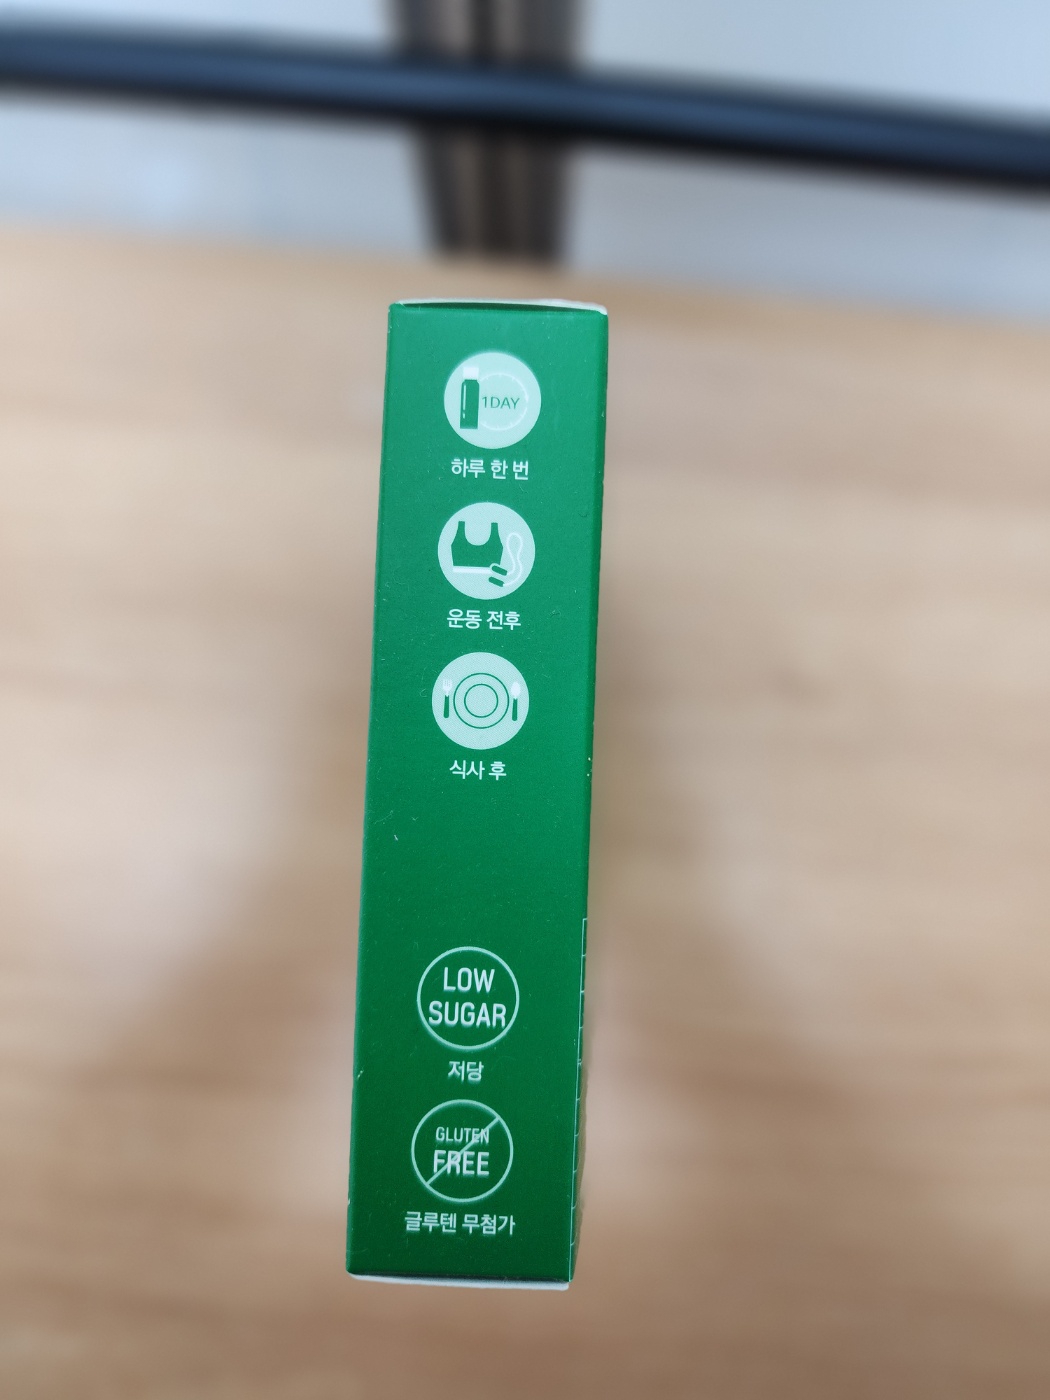 1DAY
하루 한 번
운동 전후
식사 후
LOW
SUGAR
저당
GLUTEN
FREE
글루텐 무첨가